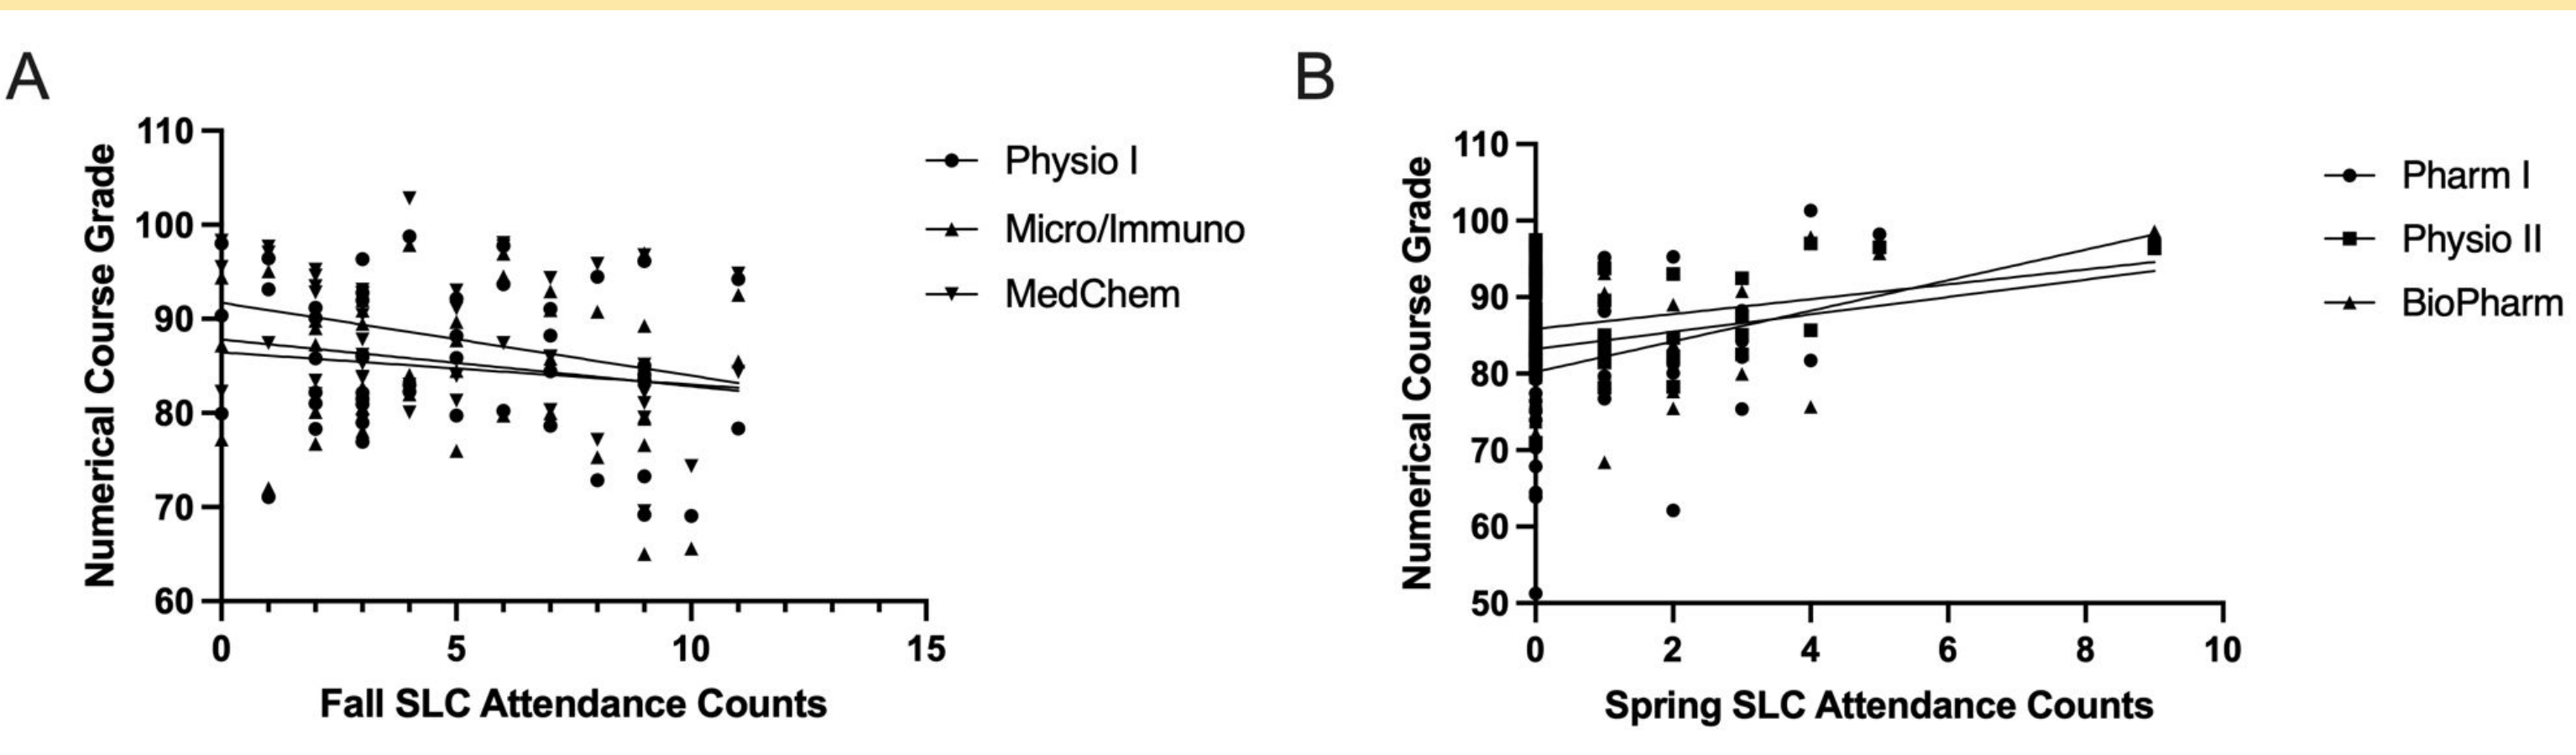 A
110
100
90
80
70
60
0
5
10
15
Numerical Course Grade
Fall SLC Attendance Counts
Physio I
Micro/Immuno
MedChem
B
110
100
90
80
70
60
50
0
2
4
6
8
10
Numerical Course Grade
Spring SLC Attendance Counts
Pharm I
Physio II
BioPharm